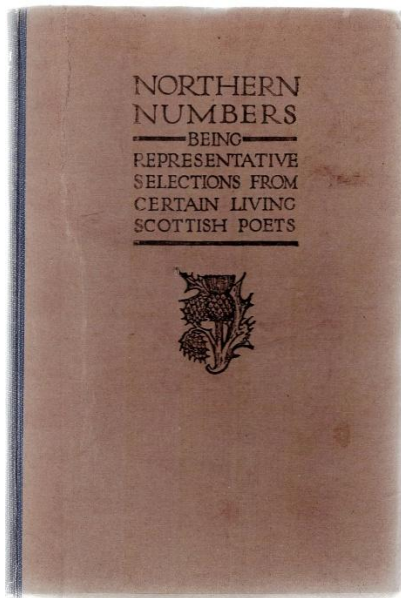 NORTHERN
NUMBERS
BEING
REPRESENTATIVE
SELECTIONS FROM
CERTAIN LIVING
SCOTTISH POETS